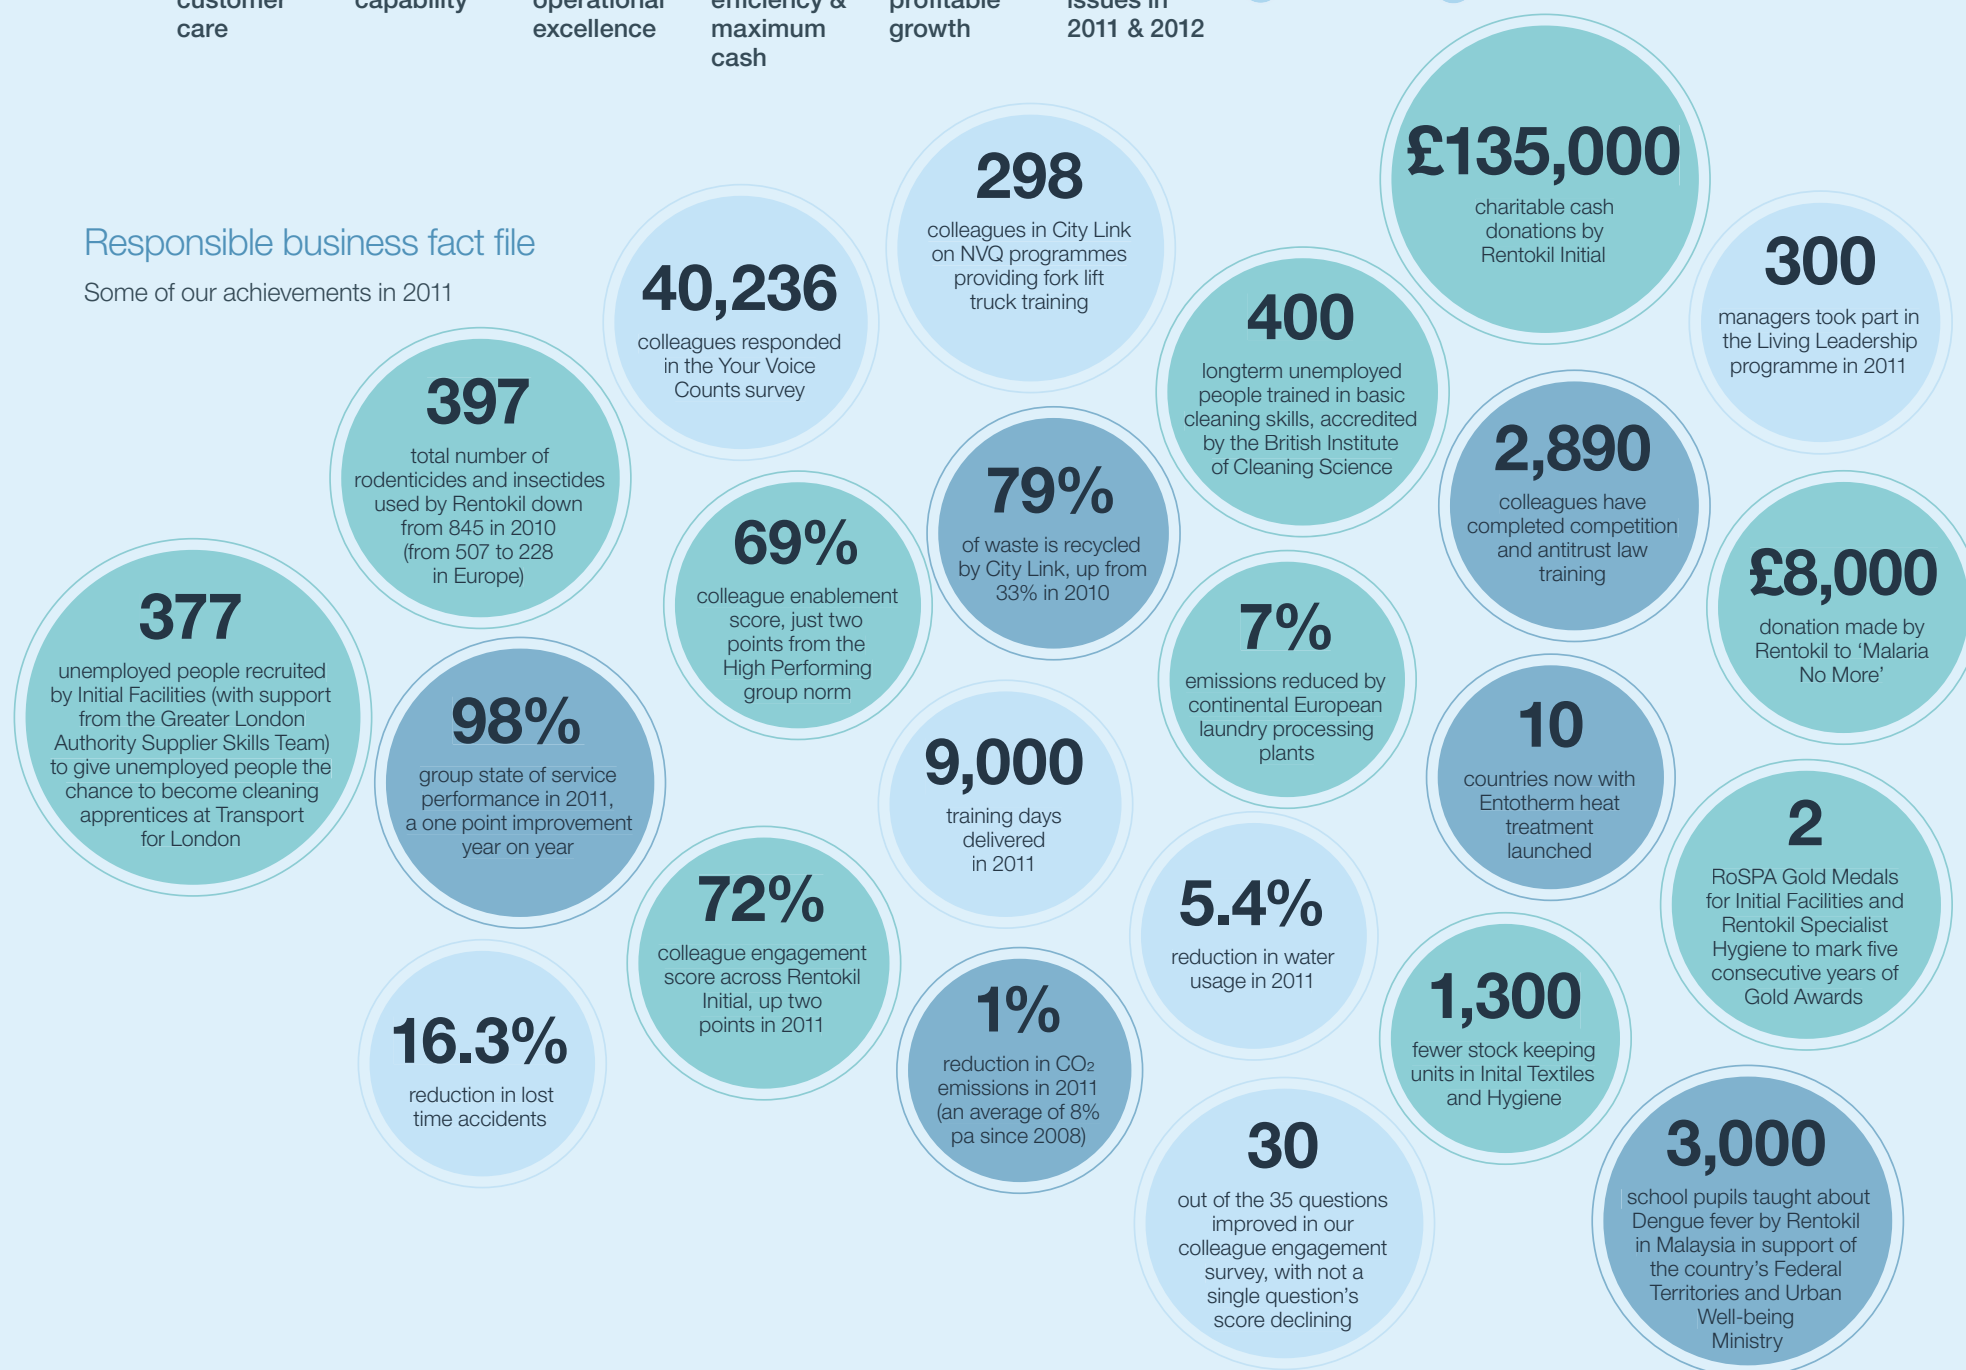 customer
care
capability
operational
excellence
efficiency &
maximum
cash
profitable
growth
issues in
2011 & 2012
Responsible business fact file
Some of our achievements in 2011
£135,000
charitable cash
donations by
Rentokil Initial
298
colleagues in City Link
on NVQ programmes
providing fork lift
truck training
300
managers took part in
the Living Leadership
programme in 2011
40,236
colleagues responded
in the Your Voice
Counts survey
400
longterm unemployed
people trained in basic
cleaning skills, accredited
by the British Institute
of Cleaning Science
397
total number of
rodenticides and insectides
used by Rentokil down
from 845 in 2010
(from 507 to 228
in Europe)
2,890
colleagues have
completed competition
and antitrust law
training
79%
of waste is recycled
by City Link, up from
33% in 2010
69%
colleague enablement
score, just two
points from the
High Performing
group norm
£8,000
donation made by
Rentokil to ‘Malaria
No More’
377
unemployed people recruited
by Initial Facilities (with support
from the Greater London
Authority Supplier Skills Team)
to give unemployed people the
chance to become cleaning
apprentices at Transport
for London
7%
emissions reduced by
continental European
laundry processing
plants
98%
group state of service
performance in 2011,
a one point improvement
year on year
10
countries now with
Entotherm heat
treatment
launched
9,000
training days
delivered
in 2011
2
RoSPA Gold Medals
for Initial Facilities and
Rentokil Specialist
Hygiene to mark five
consecutive years of
Gold Awards
72%
colleague engagement
score across Rentokil
Initial, up two
points in 2011
5.4%
reduction in water
usage in 2011
1,300
fewer stock keeping
units in Inital Textiles
and Hygiene
16.3%
reduction in lost
time accidents
1%
reduction in CO₂
emissions in 2011
(an average of 8%
pa since 2008)
30
out of the 35 questions
improved in our
colleague engagement
survey, with not a
single question’s
score declining
3,000
school pupils taught about
Dengue fever by Rentokil
in Malaysia in support of
the country’s Federal
Territories and Urban
Well-being
Ministry